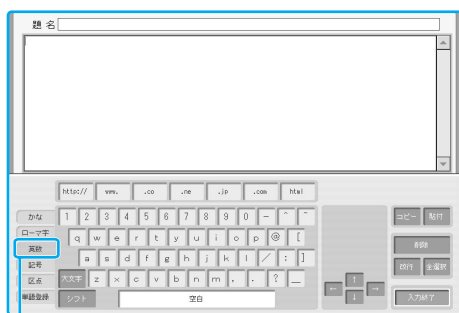 題 名
http:// www. .co .ne .jp .com html
かな 1 2 3 4 5 6 7 8 9 0 - ^ ~
ローマ字 q w e r t y u i o p @ [
英数 a s d f g h j k l / : ]
記号 大文字 z x c v b n m , . ? _
区点
単語登録 シフト 空白
← ↑ ↓ →
コピー 貼付
削除
改行 全選択
入力終了